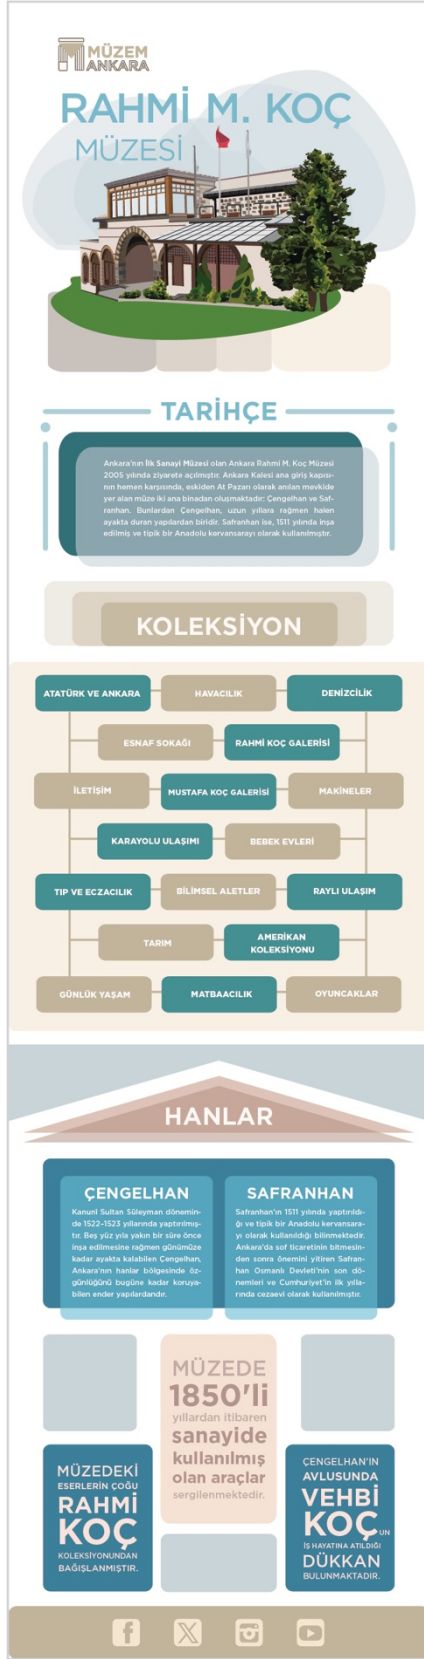 MÜZEM
ANKARA
RAHMİ M. KOÇ
MÜZESİ
TARİHÇE
Ankara'nın İlk Sanayi Müzesi olan Ankara Rahmi M. Koç Müzesi
2005 yılında ziyarete açılmıştır. Ankara Kalesi ana giriş kapısı-
nın hemen karşısında, eskiden At Pazarı olarak anılan mevkide
yer alan müze iki ana binadan oluşmaktadır: Çengelhan ve Saf-
ranhan. Bunlardan Çengelhan, uzun yıllara rağmen halen
ayakta duran yapılardan biridir. Safranhan ise, 1511 yılında inşa
edilmiş ve tipik bir Anadolu kervansarayı olarak kullanılmıştır.
KOLEKSİYON
ATATÜRK VE ANKARA
HAVACILIK
DENİZCİLİK
ESNAF SOKAĞI
RAHMİ KOÇ GALERİSİ
İLETİŞİM
MUSTAFA KOÇ GALERİSİ
MAKİNELER
KARAYOLU ULAŞIMI
BEBEK EVLERİ
TIP VE ECZACILIK
BİLİMSEL ALETLER
RAYLI ULAŞIM
TARIM
AMERİKAN
KOLEKSİYONU
GÜNLÜK YAŞAM
MATBAACILIK
OYUNCAKLAR
HANLAR
ÇENGELHAN
Kanuni Sultan Süleyman dönemin-
de 1522-1523 yıllarında yaptırılmış-
tır. Beş yüz yıla yakın bir süre önce
inşa edilmesine rağmen günümüze
kadar ayakta kalabilen Çengelhan,
Ankara'nın hanlar bölgesinde öz-
günlüğünü bugüne kadar koruya-
bilen ender yapılardandır.
SAFRANHAN
Safranhan'ın 1511 yılında yaptırıldı-
ğı ve tipik bir Anadolu kervansara-
yı olarak kullanıldığı bilinmektedir.
Ankara'da sof ticaretinin bitmesin-
den sonra önemini yitiren Safran-
han Osmanlı Devleti'nin son dö-
nemleri ve Cumhuriyet'in ilk yılla-
rında cezaevi olarak kullanılmıştır.
MÜZEDE
1850'li
yıllardan itibaren
sanayide
kullanılmış
olan araçlar
sergilenmektedir.
MÜZEDEKİ
ESERLERİN ÇOĞU
RAHMİ
KOÇ
KOLEKSİYONUNDAN
BAĞIŞLANMIŞTIR.
ÇENGELHAN'IN
AVLUSUNDA
VEHBİ
KOÇUN
İŞ HAYATINA ATILDIĞI
DÜKKAN
BULUNMAKTADIR.